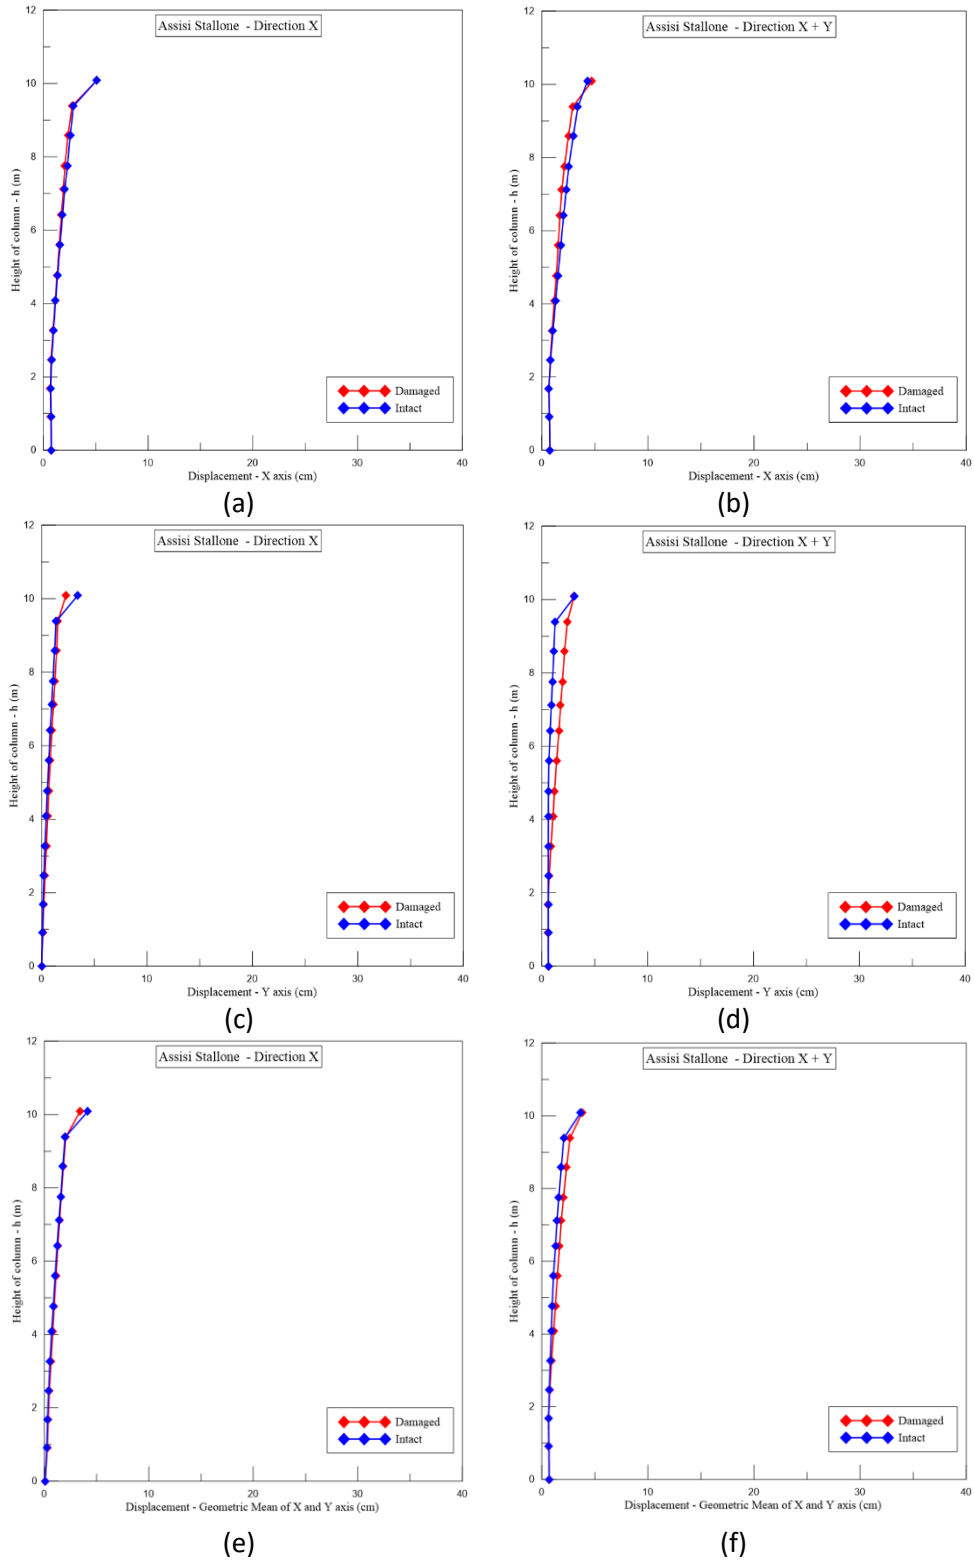 Assisi Stallone - Direction X
Height of column - h (m)
12
10
8
6
4
2
0
Damaged
Intact
0 10 20 30 40
Displacement - X axis (cm)
(a)
Assisi Stallone - Direction X + Y
Height of column - h (m)
12
10
8
6
4
2
0
Damaged
Intact
0 10 20 30 40
Displacement - X axis (cm)
(b)
Assisi Stallone - Direction X
Height of column - h (m)
12
10
8
6
4
2
0
Damaged
Intact
0 10 20 30 40
Displacement - Y axis (cm)
(c)
Assisi Stallone - Direction X + Y
Height of column - h (m)
12
10
8
6
4
2
0
Damaged
Intact
0 10 20 30 40
Displacement - Y axis (cm)
(d)
Assisi Stallone - Direction X
Height of column - h (m)
12
10
8
6
4
2
0
Damaged
Intact
0 10 20 30 40
Displacement - Geometric Mean of X and Y axis (cm)
(e)
Assisi Stallone - Direction X + Y
Height of column - h (m)
12
10
8
6
4
2
0
Damaged
Intact
0 10 20 30 40
Displacement - Geometric Mean of X and Y axis (cm)
(f)